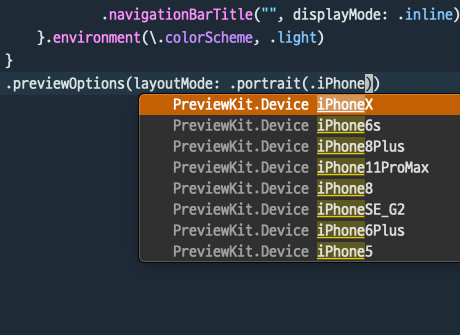 .navigationBarTitle("", displayMode: .inline)
}.environment(\.colorScheme, .light)
}
.previewOptions(layoutMode: .portrait(.iPhone))
PreviewKit.Device iPhoneX
PreviewKit.Device iPhone6s
PreviewKit.Device iPhone8Plus
PreviewKit.Device iPhone11ProMax
PreviewKit.Device iPhone8
PreviewKit.Device iPhoneSE_G2
PreviewKit.Device iPhone6Plus
PreviewKit.Device iPhone5